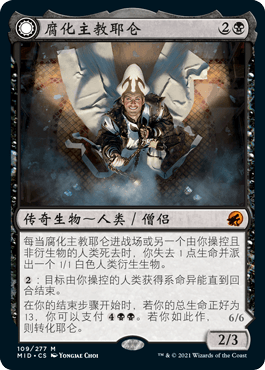 腐化主教耶仑 2
传奇生物～人类/僧侣
每当腐化主教耶仑进战场或另一个由你操控且
非衍生物的人类死去时,你失去1点生命并派
出一个1/1白色人类衍生生物。
2:目标由你操控的人类获得系命异能直到回
合结束。
在你的结束步骤开始时,若你的总生命正好为
13,你可以支付4。若你如此作,
则转化耶仑。
6/6
2/3
109/277 M
MID • CS YONGJAE CHOI
™ & © 2021 Wizards of the Coast